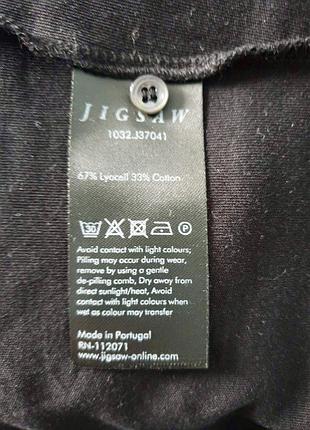 JIGSAW
1032.J37041
67% Lyocell 33% Cotton
30 P
Avoid contact with light colours;
Pilling may occur during wear,
remove by using a gentle
de-pilling comb, Dry away from
direct sunlight/heat, Avoid
contact with light colours when
wet as colour may transfer
Made in Portugal
RN-112071
www.jigsaw-online.com